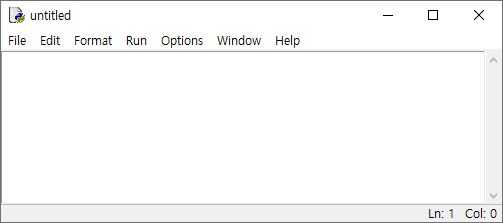 untitled
File Edit Format Run Options Window Help
Ln: 1 Col: 0